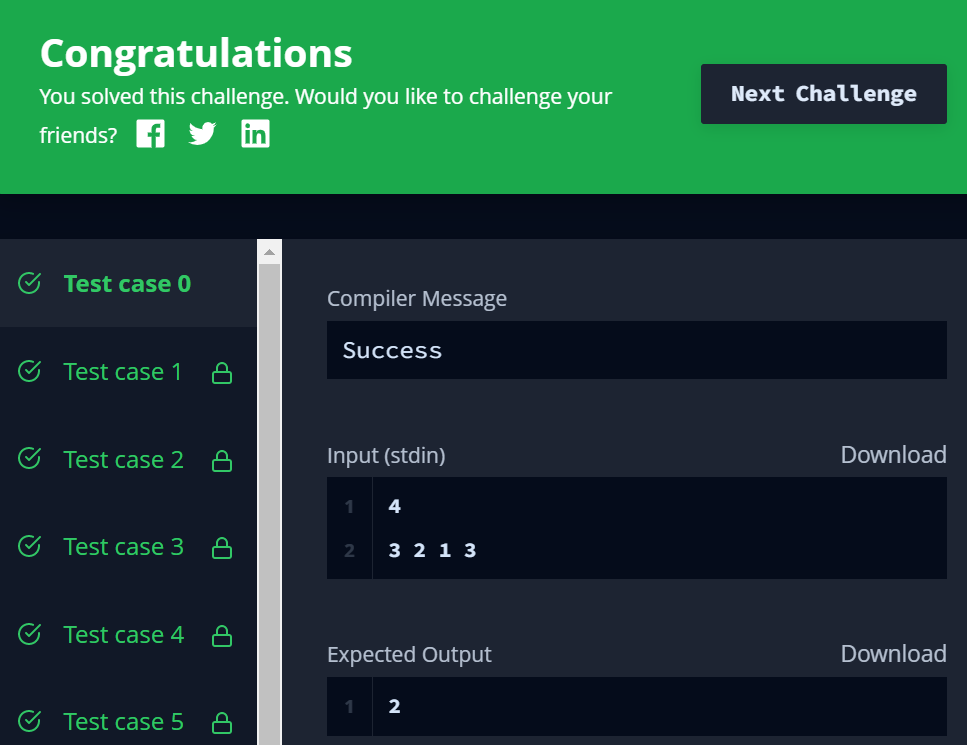 Congratulations
You solved this challenge. Would you like to challenge your
friends?
Next Challenge
Test case 0
Test case 1
Test case 2
Test case 3
Test case 4
Test case 5
Compiler Message
Success
Input (stdin)
Download
1 4
2 3 2 1 3
Expected Output
Download
1 2